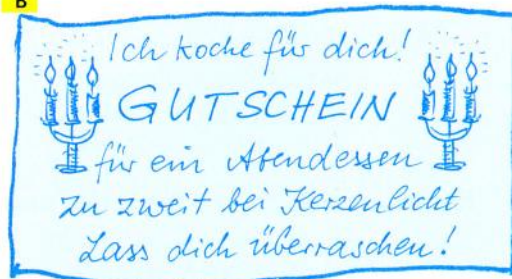 B
Ich koche für dich!
GUTSCHEIN
für ein Abendessen
zu zweit bei Kerzenlicht
Lass dich überraschen!